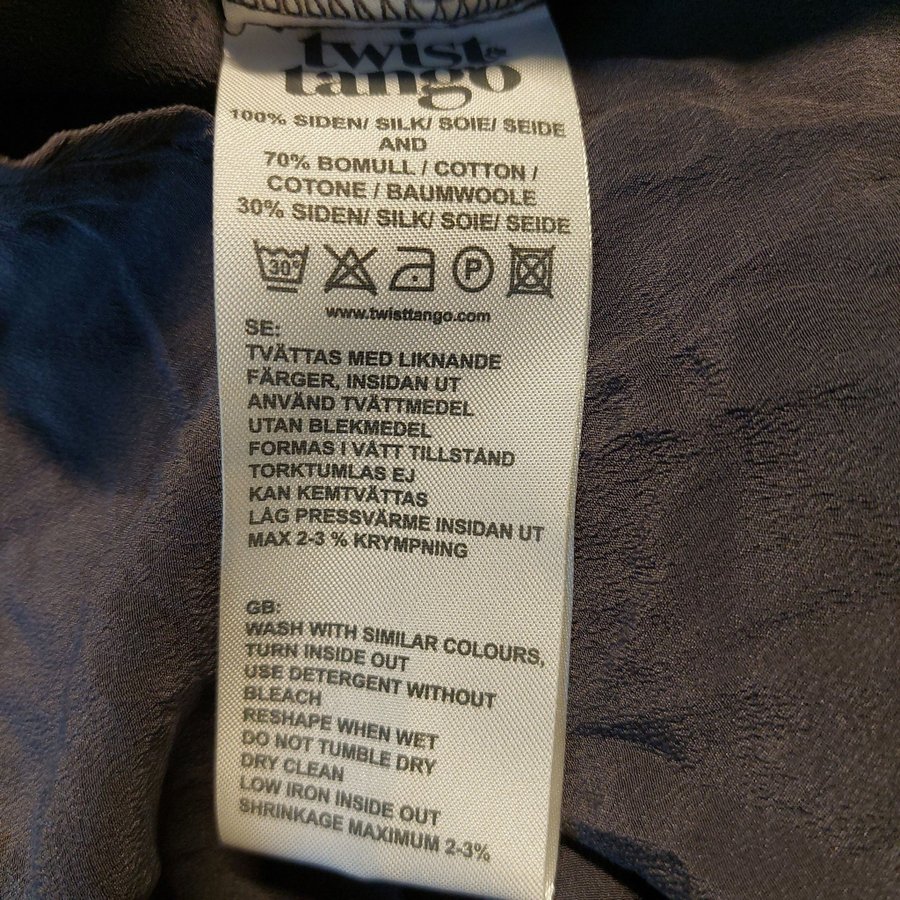 twist &
tango
100% SIDEN/ SILK/ SOIE/ SEIDE
AND
70% BOMULL / COTTON /
COTONE / BAUMWOOLE
30% SIDEN/ SILK/ SOIE/ SEIDE
30° P
www.twisttango.com
SE:
TVÄTTAS MED LIKNANDE
FÄRGER, INSIDAN UT
ANVÄND TVÄTTMEDEL
UTAN BLEKMEDEL
FORMAS I VÅTT TILLSTÅND
TORKTUMLAS EJ
KAN KEMTVÄTTAS
LÅG PRESSVÄRME INSIDAN UT
MAX 2-3 % KRYMPNING
GB:
WASH WITH SIMILAR COLOURS,
TURN INSIDE OUT
USE DETERGENT WITHOUT
BLEACH
RESHAPE WHEN WET
DO NOT TUMBLE DRY
DRY CLEAN
LOW IRON INSIDE OUT
SHRINKAGE MAXIMUM 2-3%